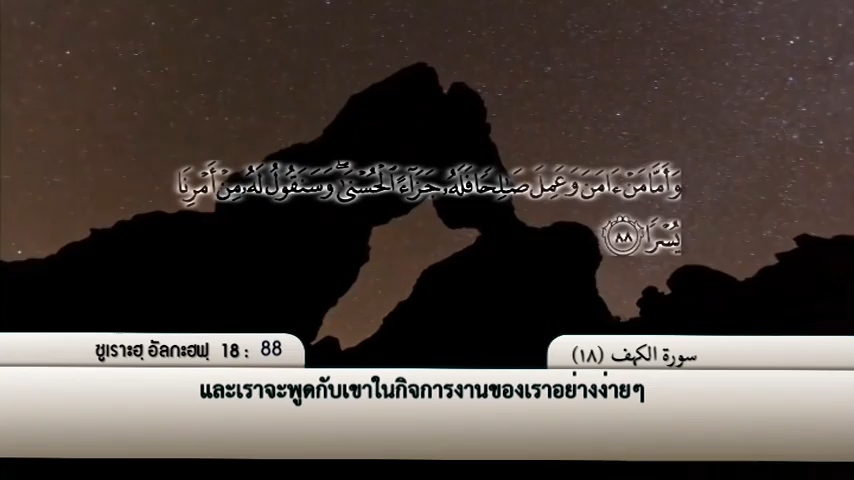 وَأَمَّا مَنْ ءَامَنَ وَعَمِلَ صَـٰلِحًا فَلَهُۥ جَزَآءً ٱلْحُسْنَىٰ ۖ وَسَنَقُولُ لَهُۥ مِنْ أَمْرِنَا
يُسْرًا ٨٨
ซูเราะฮฺ อัลกะฮฟฺ 18 : 88
سورة الكهف (١٨)
และเราจะพูดกับเขาในกิจการงานของเราอย่างง่ายๆ